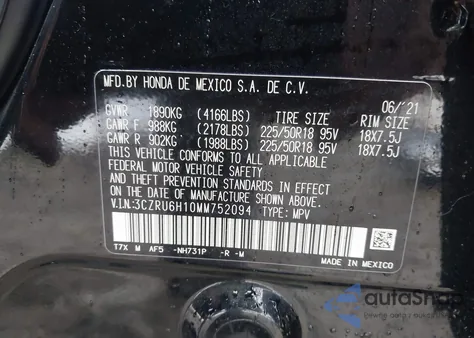 MFD.BY HONDA DE MEXICO S.A. DE C.V.
06/'21
GVWR 1890KG (4166LBS) TIRE SIZE RIM SIZE
GAWR F 988KG (2178LBS) 225/50R18 95V 18X7.5J
GAWR R 902KG (1988LBS) 225/50R18 95V 18X7.5J
THIS VEHICLE CONFORMS TO ALL APPLICABLE
FEDERAL MOTOR VEHICLE SAFETY
AND THEFT PREVENTION STANDARDS IN EFFECT
ON THE DATE OF MANUFACTURE SHOWN ABOVE.
V.I.N.:3CZRU6H10MM752094 TYPE: MPV
T7X M AF5 -NH731P -R -M
MADE IN MEXICO
autaShop